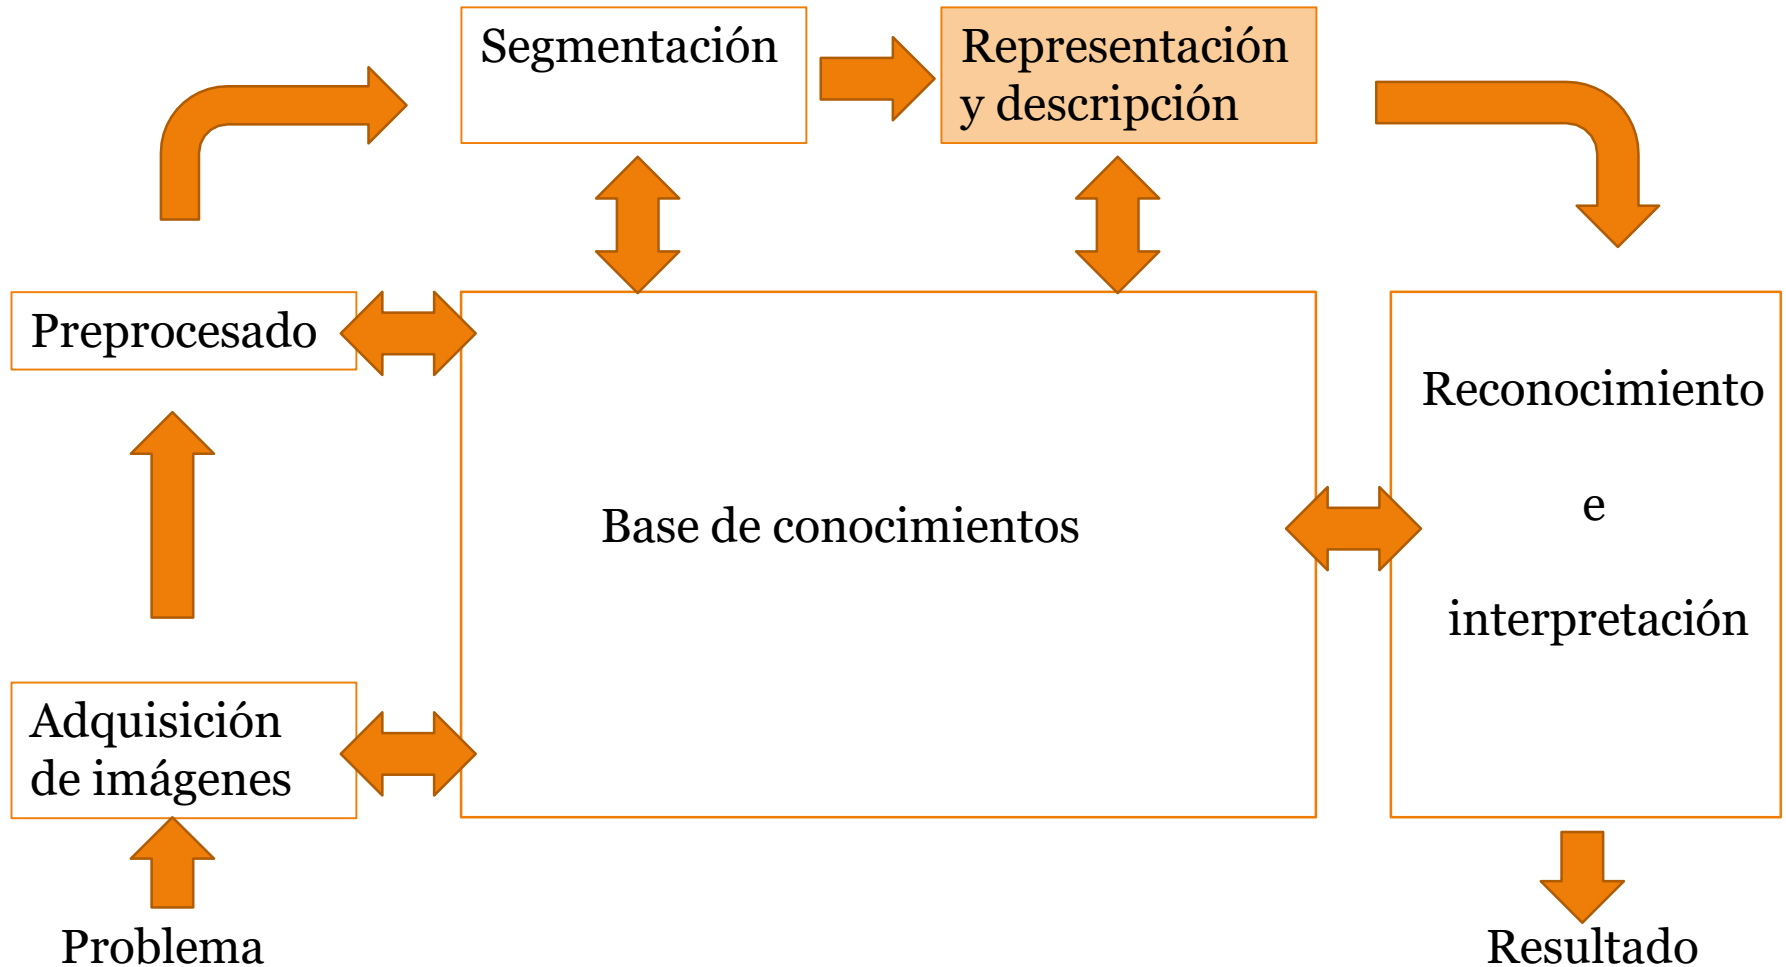 Segmentación
Representación
y descripción
Preprocesado
Base de conocimientos
Reconocimiento
e
interpretación
Adquisición
de imágenes
Problema
Resultado